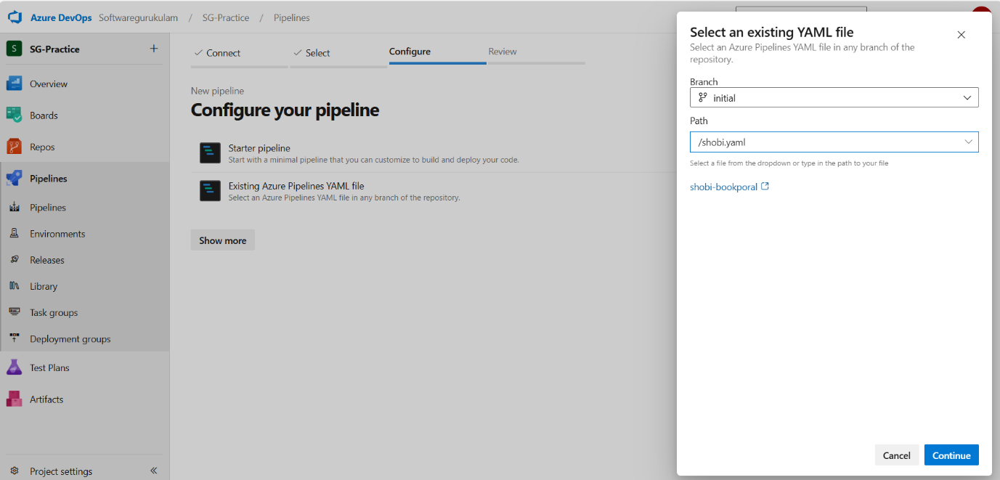 Azure DevOps Softwaregurukulam / SG-Practice / Pipelines
S SG-Practice +
Overview
Boards
Repos
Pipelines
Pipelines
Environments
Releases
Library
Task groups
Deployment groups
Test Plans
Artifacts
Project settings
Connect Select Configure Review
New pipeline
Configure your pipeline
Starter pipeline
Start with a minimal pipeline that you can customize to build and deploy your code.
Existing Azure Pipelines YAML file
Select an Azure Pipelines YAML file in any branch of the repository.
Show more
Select an existing YAML file
Select an Azure Pipelines YAML file in any branch of the
repository.
Branch
initial
Path
/shobi.yaml
Select a file from the dropdown or type in the path to your file
shobi-bookporal
Cancel Continue